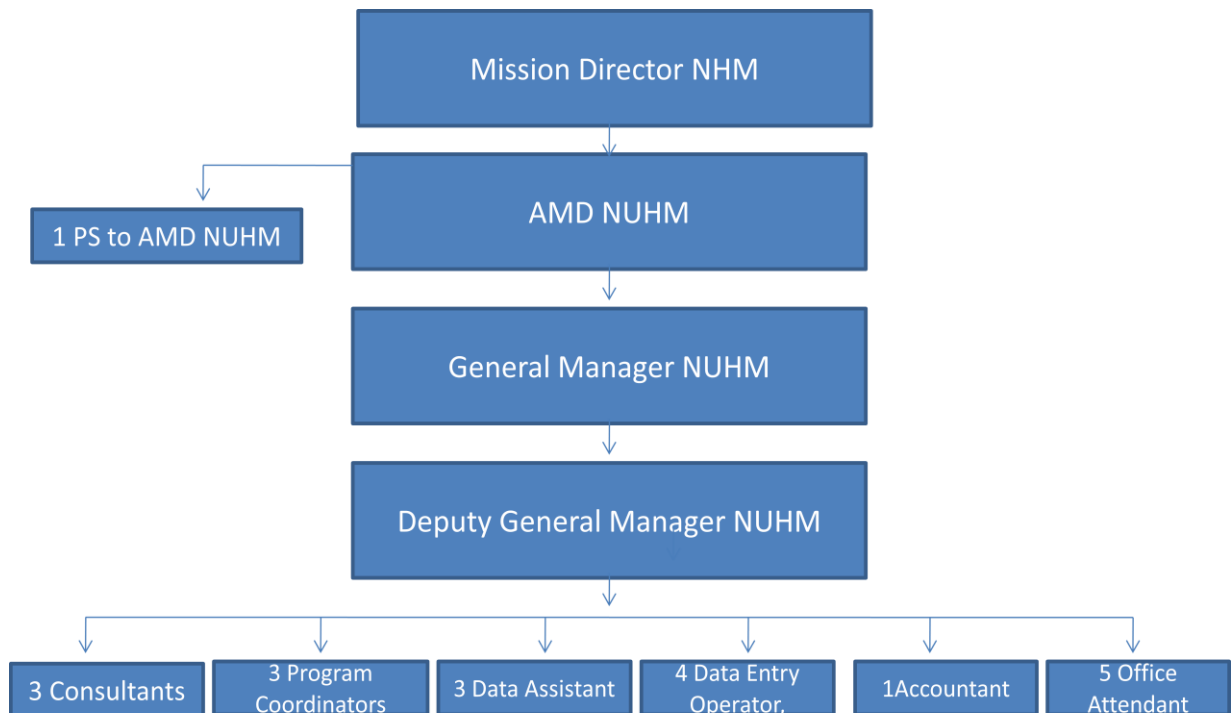 Mission Director NHM
AMD NUHM
1 PS to AMD NUHM
General Manager NUHM
Deputy General Manager NUHM
3 Consultants
3 Program
Coordinators
3 Data Assistant
4 Data Entry
Operator,
1Accountant
5 Office
Attendant